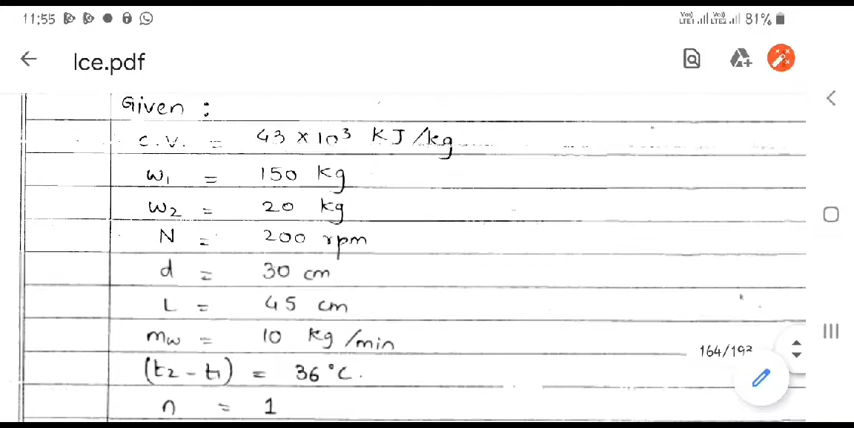 11:55 81%
Ice.pdf
Given :
C.V. = 43 × 10³ KJ/kg
W₁ = 150 kg
W₂ = 20 kg
N = 200 rpm
d = 30 cm
L = 45 cm
mw = 10 kg/min
164/192
(t₂ - t₁) = 36°C.
n = 1